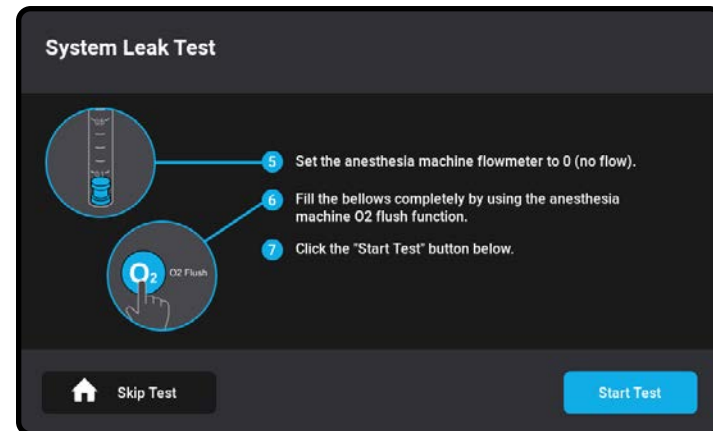 System Leak Test
5 Set the anesthesia machine flowmeter to 0 (no flow).
6 Fill the bellows completely by using the anesthesia
machine O2 flush function.
7 Click the "Start Test" button below.
O2 O2 Flush
Skip Test
Start Test